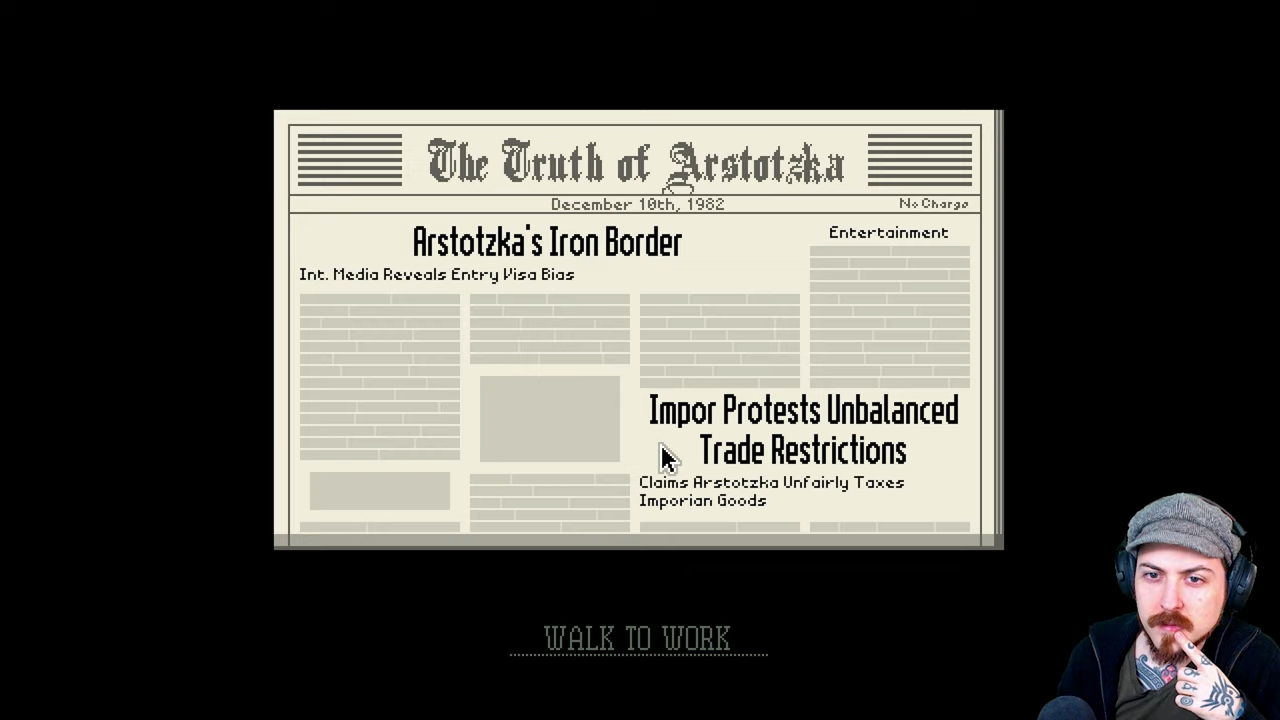 The Truth of Arstotzka
December 10th, 1982
No Charge
Arstotzka's Iron Border
Int. Media Reveals Entry Visa Bias
Entertainment
Impor Protests Unbalanced
Trade Restrictions
Claims Arstotzka Unfairly Taxes
Imporian Goods
WALK TO WORK